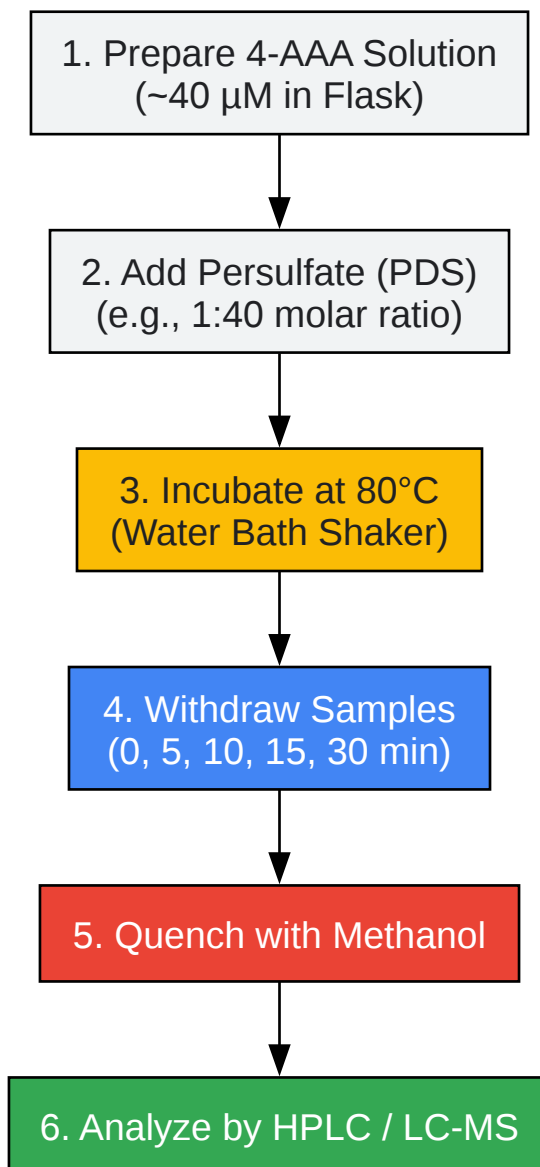 1. Prepare 4-AAA Solution
(~40 µM in Flask)
2. Add Persulfate (PDS)
(e.g., 1:40 molar ratio)
3. Incubate at 80°C
(Water Bath Shaker)
4. Withdraw Samples
(0, 5, 10, 15, 30 min)
5. Quench with Methanol
6. Analyze by HPLC / LC-MS